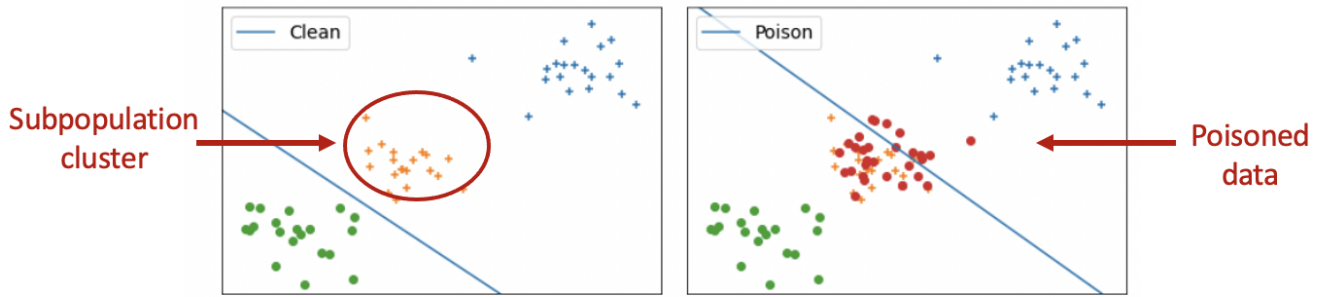 Clean
Poison
Subpopulation
cluster
Poisoned
data